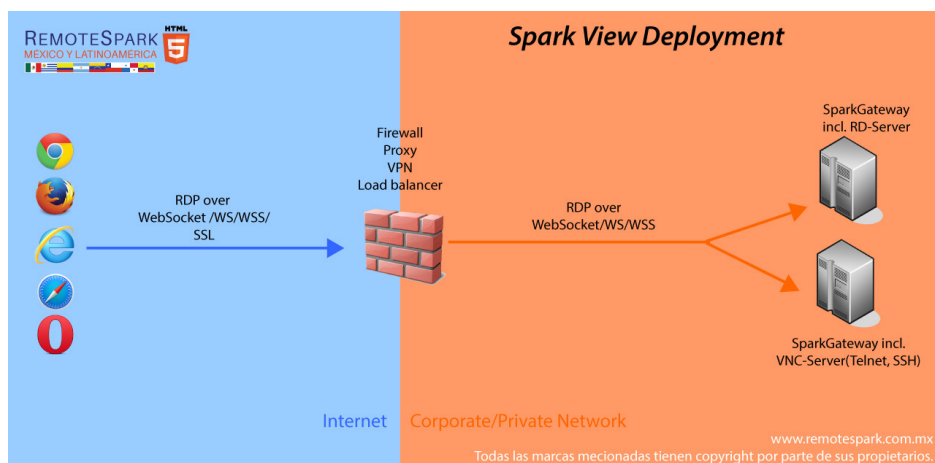 REMOTESPARK
HTML
5
MÉXICO Y LATINOAMÉRICA
Spark View Deployment
SparkGateway
incl. RD-Server
Firewall
Proxy
VPN
Load balancer
RDP over
WebSocket /WS/WSS/
SSL
RDP over
WebSocket/WS/WSS
SparkGateway incl.
VNC-Server(Telnet, SSH)
Internet
Corporate/Private Network
www.remotespark.com.mx
Todas las marcas mecionadas tienen copyright por parte de sus propietarios.